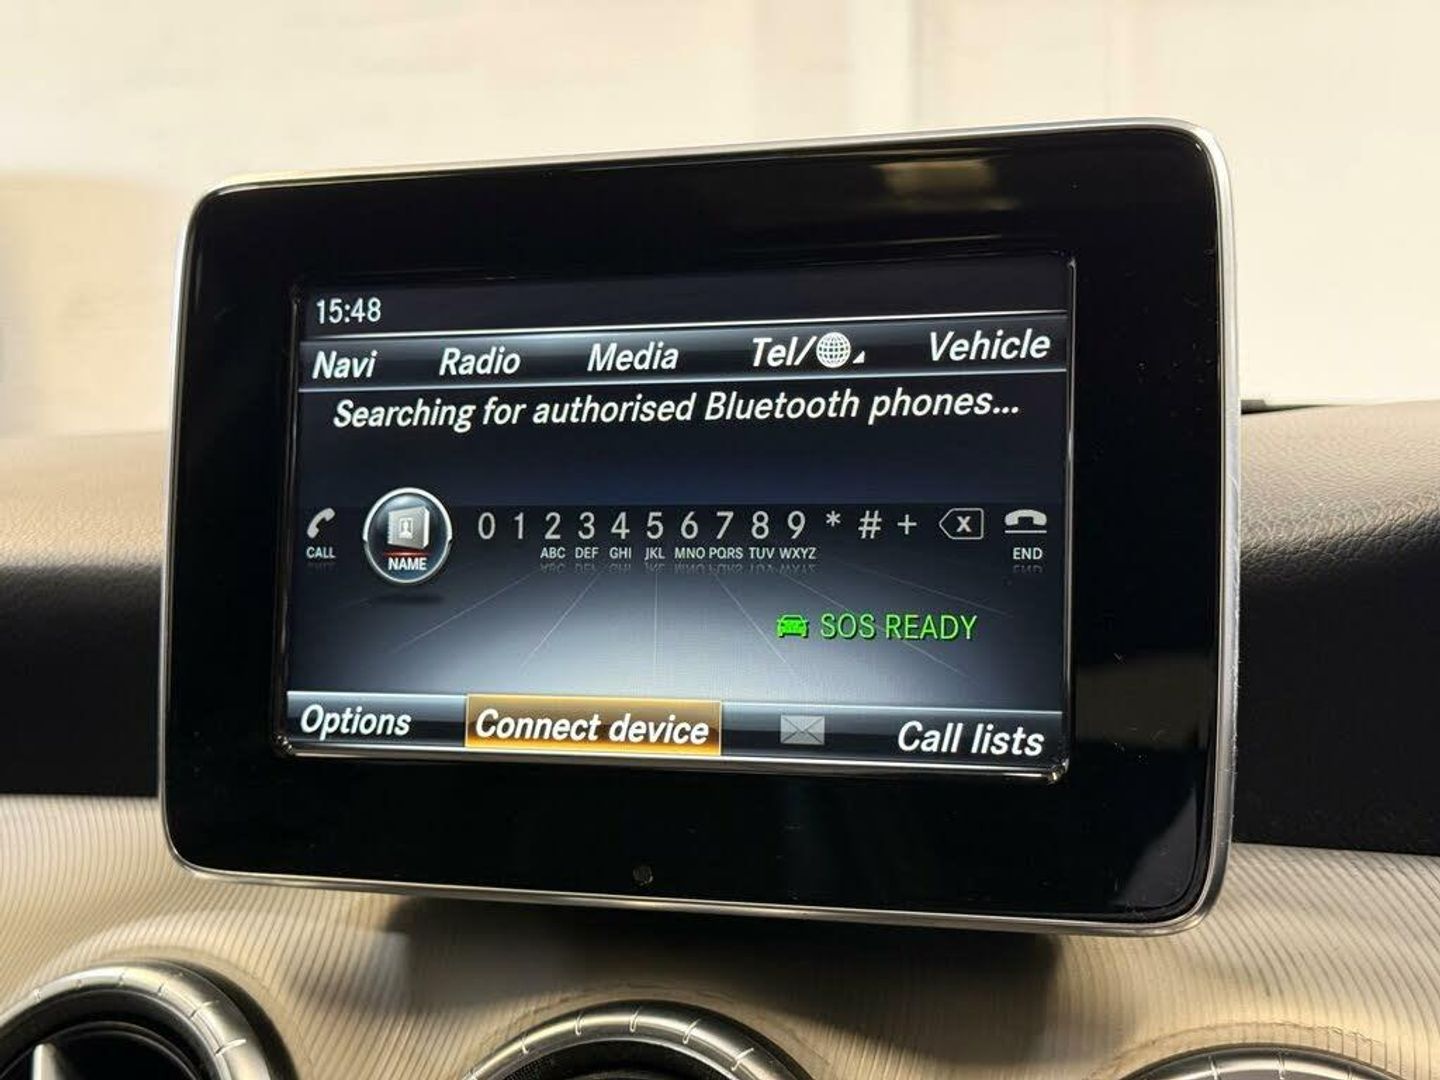 15:48
Navi Radio Media Tel/ Vehicle
Searching for authorised Bluetooth phones...
0 1 2 3 4 5 6 7 8 9 * # + X
CALL NAME ABC DEF GHI JKL MNO PQRS TUV WXYZ END
SOS READY
Options Connect device Call lists